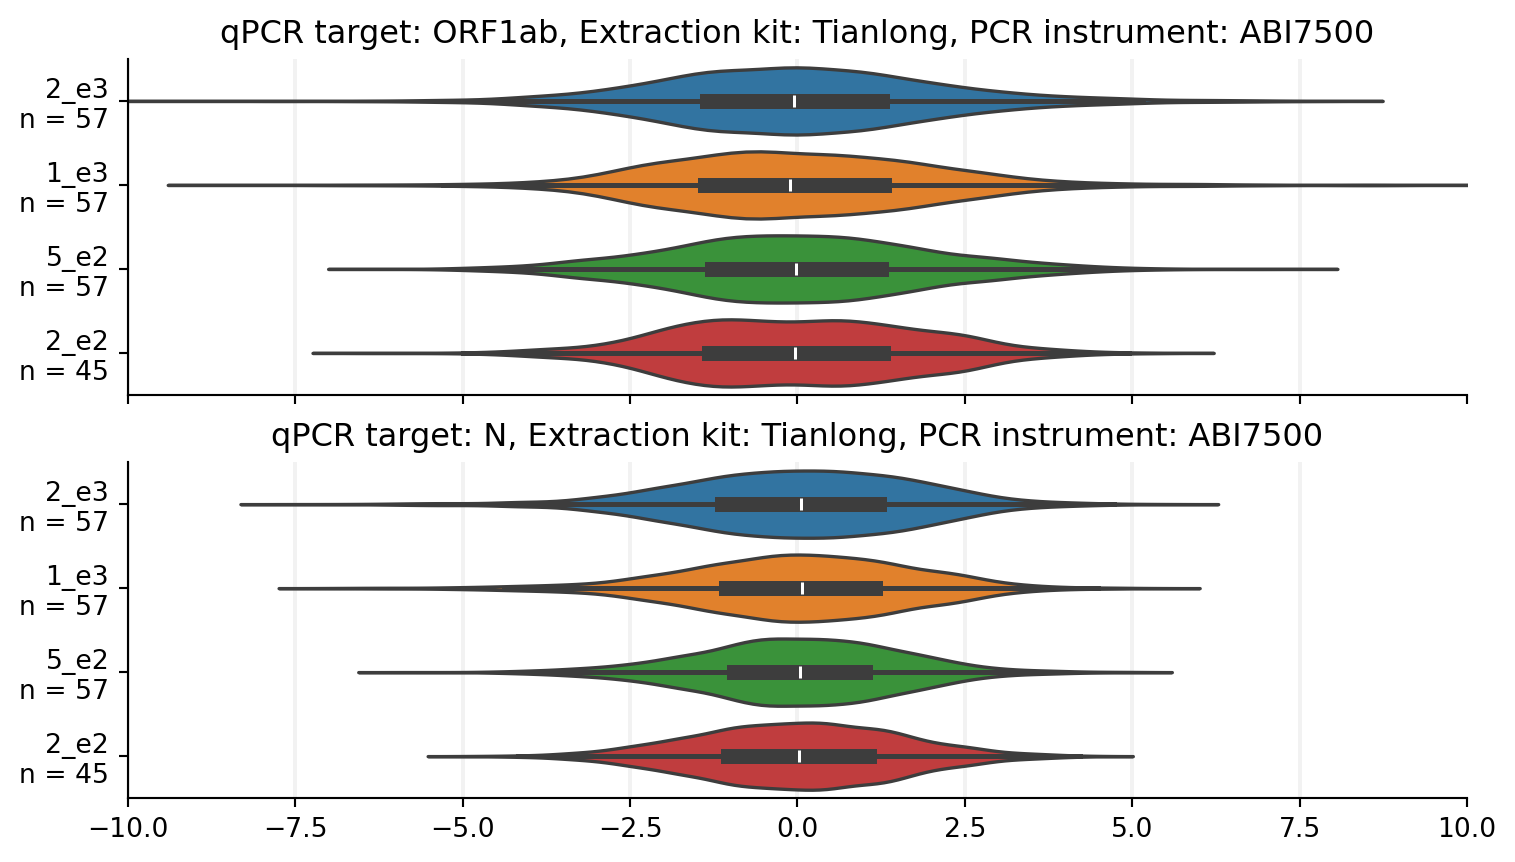 qPCR target: ORF1ab, Extraction kit: Tianlong, PCR instrument: ABI7500
2_e3
n = 57
1_e3
n = 57
5_e2
n = 57
2_e2
n = 45
qPCR target: N, Extraction kit: Tianlong, PCR instrument: ABI7500
2_e3
n = 57
1_e3
n = 57
5_e2
n = 57
2_e2
n = 45
−10.0 −7.5 −5.0 −2.5 0.0 2.5 5.0 7.5 10.0